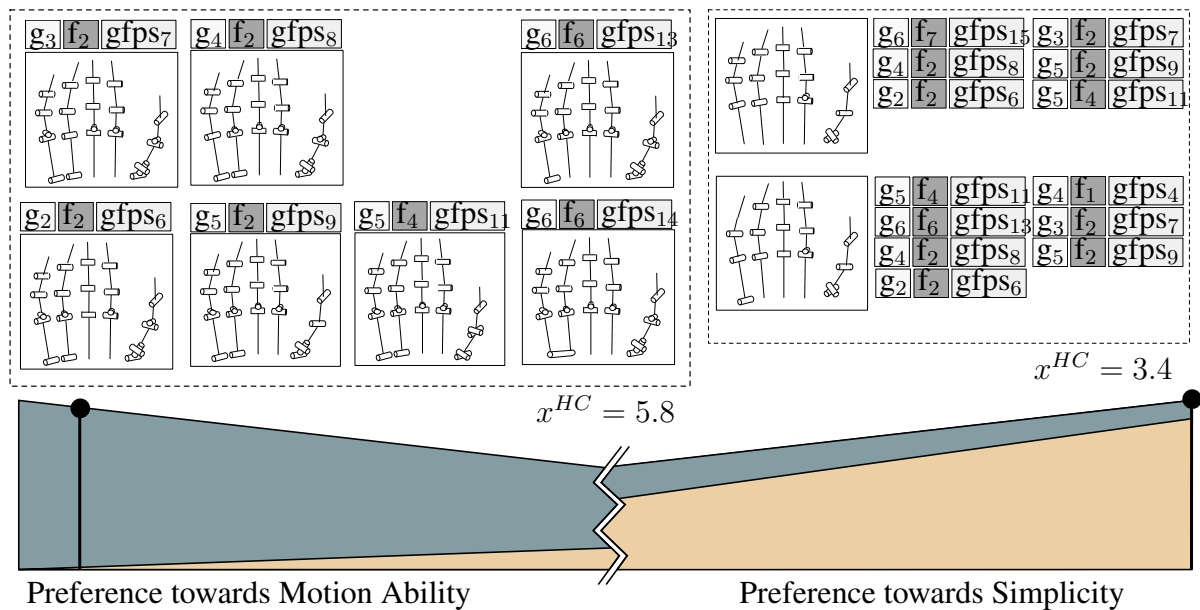 g3 f2 gfps7
g4 f2 gfps8
g6 f6 gfps13
g2 f2 gfps6
g5 f2 gfps9
g5 f4 gfps11
g6 f6 gfps14
g6 f7 gfps15 g3 f2 gfps7
g4 f2 gfps8 g5 f2 gfps9
g2 f2 gfps6 g5 f4 gfps11
g5 f4 gfps11 g4 f1 gfps4
g6 f6 gfps13 g3 f2 gfps7
g4 f2 gfps8 g5 f2 gfps9
g2 f2 gfps6
x^{HC} = 5.8
x^{HC} = 3.4
Preference towards Motion Ability
Preference towards Simplicity